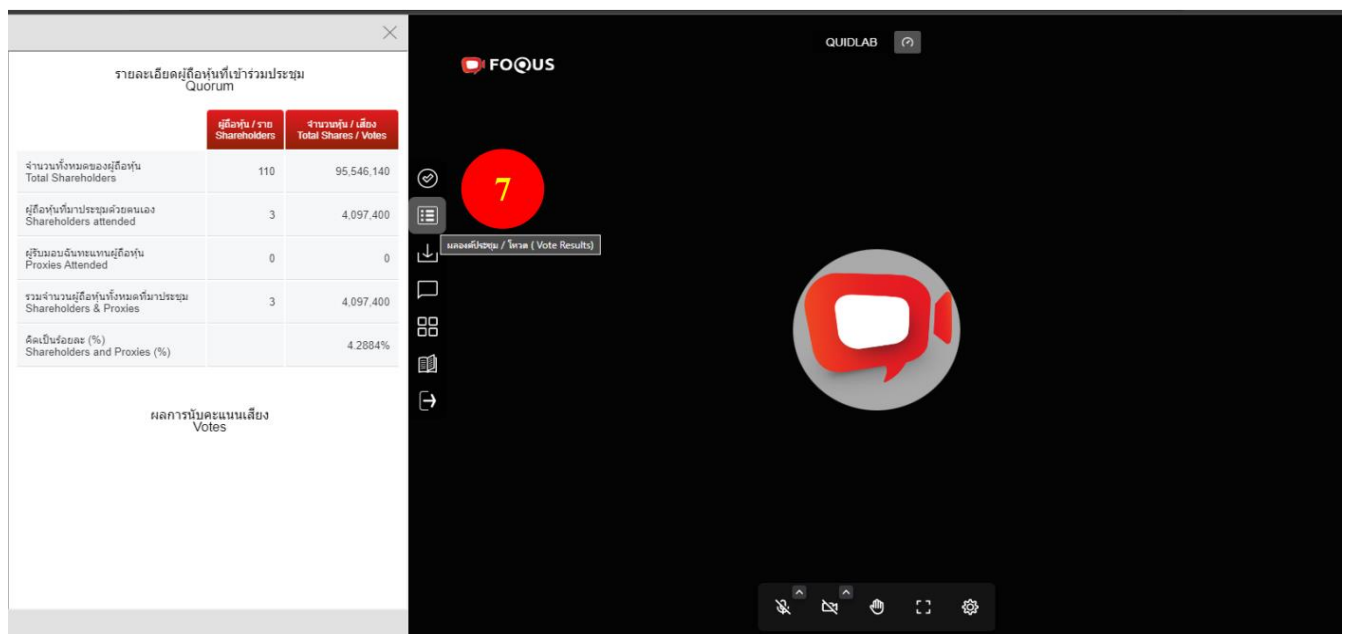 รายละเอียดผู้ถือหุ้นที่เข้าร่วมประชุม
Quorum
ผู้ถือหุ้น / ราย
Shareholders
จำนวนหุ้น / เสียง
Total Shares / Votes
จำนวนทั้งหมดของผู้ถือหุ้น
Total Shareholders
110
95,546,140
ผู้ถือหุ้นที่มาประชุมด้วยตนเอง
Shareholders attended
3
4,097,400
ผู้รับมอบฉันทะแทนผู้ถือหุ้น
Proxies Attended
0
0
รวมจำนวนผู้ถือหุ้นทั้งหมดที่มาประชุม
Shareholders & Proxies
3
4,097,400
คิดเป็นร้อยละ (%)
Shareholders and Proxies (%)
4.2884%
ผลการนับคะแนนเสียง
Votes
FOQUS
QUIDLAB
7
ผลองค์ประชุม / โหวต ( Vote Results)